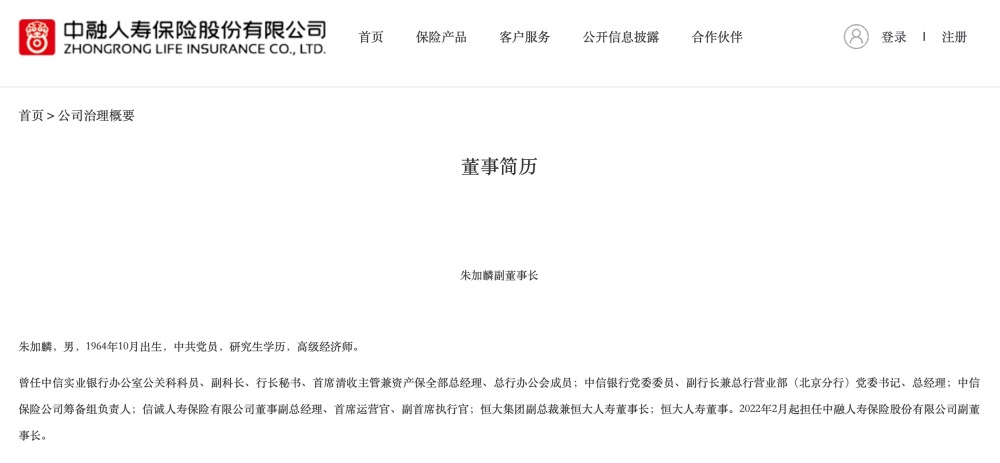 中融人寿保险股份有限公司
ZHONGRONG LIFE INSURANCE CO., LTD.
首页 保险产品 客户服务 公开信息披露 合作伙伴 登录 | 注册
首页 > 公司治理概要
董事简历
朱加麟副董事长
朱加麟，男，1964年10月出生，中共党员，研究生学历，高级经济师。
曾任中信实业银行办公室公关科科员、副科长、行长秘书、首席清收主管兼资产保全部总经理、总行办公会成员；中信银行党委委员、副行长兼总行营业部（北京分行）党委书记、总经理；中信
保险公司筹备组负责人；信诚人寿保险有限公司董事副总经理、首席运营官、副首席执行官；恒大集团副总裁兼恒大人寿董事长；恒大人寿董事。2022年2月起担任中融人寿保险股份有限公司副董
事长。